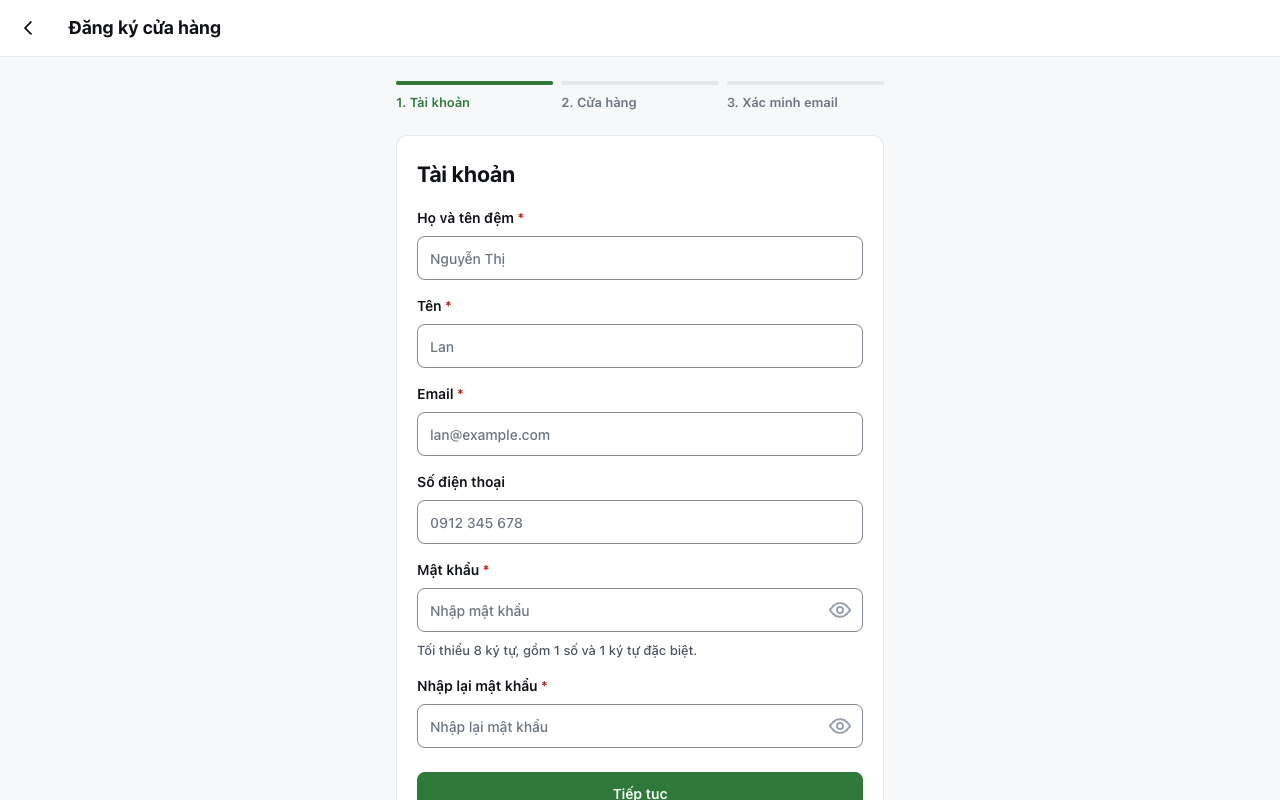 Đăng ký cửa hàng
1. Tài khoản
2. Cửa hàng
3. Xác minh email
Tài khoản
Họ và tên đệm *
Nguyễn Thị
Tên *
Lan
Email *
lan@example.com
Số điện thoại
0912 345 678
Mật khẩu *
Nhập mật khẩu
Tối thiểu 8 ký tự, gồm 1 số và 1 ký tự đặc biệt.
Nhập lại mật khẩu *
Nhập lại mật khẩu
Tiếp tục